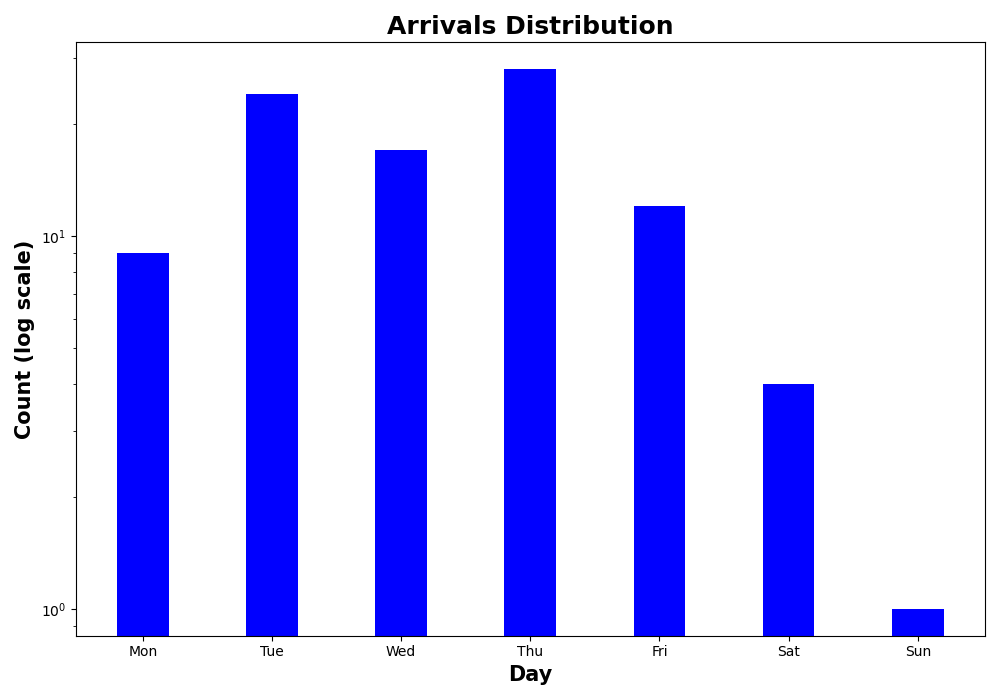 Arrivals Distribution
Count (log scale)
10¹
10⁰
Mon Tue Wed Thu Fri Sat Sun
Day